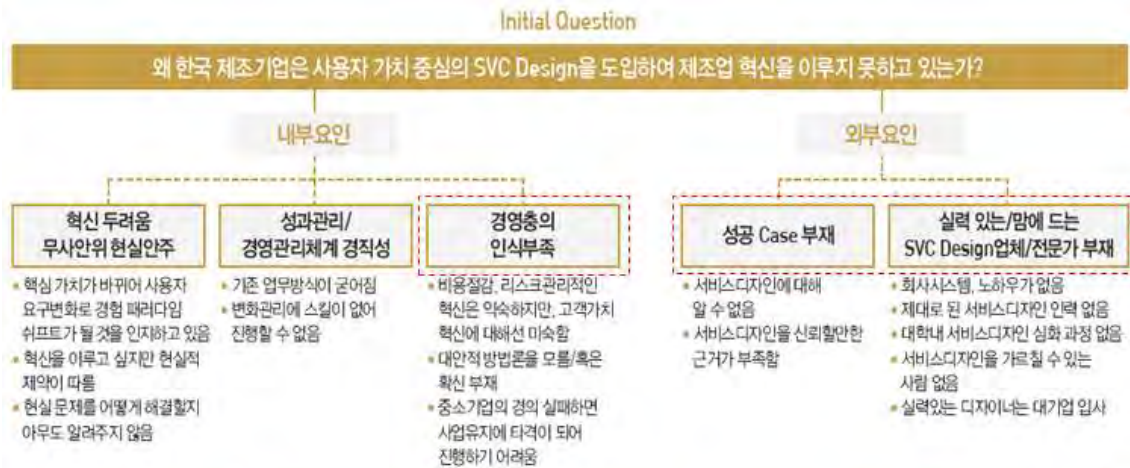 Initial Question
왜 한국 제조기업은 사용자 가치 중심의 SVC Design을 도입하여 제조업 혁신을 이루지 못하고 있는가?
내부요인
외부요인
혁신 두려움
무사안위 현실안주
• 핵심 가치가 바뀌어 사용자
요구변화로 경험 패러다임
쉬프트가 될 것을 인지하고 있음
• 혁신을 이루고 싶지만 현실적
제약이 따름
• 현실 문제를 어떻게 해결할지
아무도 알려주지 않음
성과관리/
경영관리체계 경직성
• 기존 업무방식이 굳어짐
• 변화관리에 스킬이 없어
진행할 수 없음
경영층의
인식부족
• 비용절감, 리스크관리적인
혁신은 익숙하지만, 고객가치
혁신에 대해선 미숙함
• 대안적 방법론을 모름/혹은
확신 부재
• 중소기업의 경의 실패하면
사업유지에 타격이 되어
진행하기 어려움
성공 Case 부재
• 서비스디자인에 대해
알 수 없음
• 서비스디자인을 신뢰할만한
근거가 부족함
실력 있는/맘에 드는
SVC Design업체/전문가 부재
• 회사시스템, 노하우가 없음
• 제대로 된 서비스디자인 인력 없음
• 대학내 서비스디자인 심화 과정 없음
• 서비스디자인을 가르칠 수 있는
사람 없음
• 실력있는 디자이너는 대기업 입사